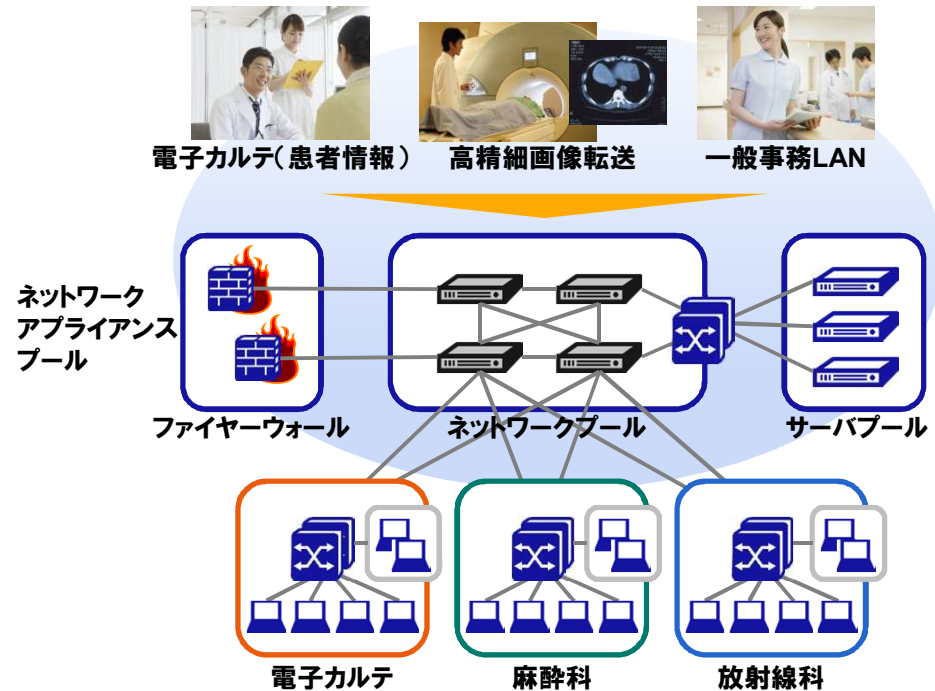 電子カルテ(患者情報)
高精細画像転送
一般事務LAN
ネットワーク
アプライアンス
プール
ファイヤーウォール
ネットワークプール
サーバプール
電子カルテ
麻酔科
放射線科